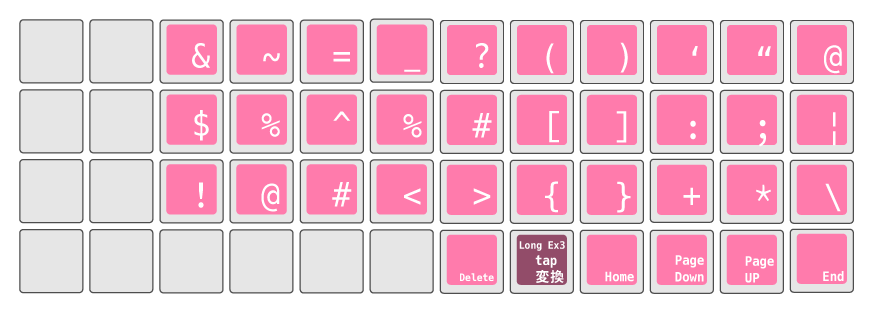 & ~ = _ ? ( ) ‘ “ @
$ % ^ % # [ ] : ; ¦
! @ # < > { } + * \
Delete Long Ex3 tap 変換 Home Page Down Page UP End